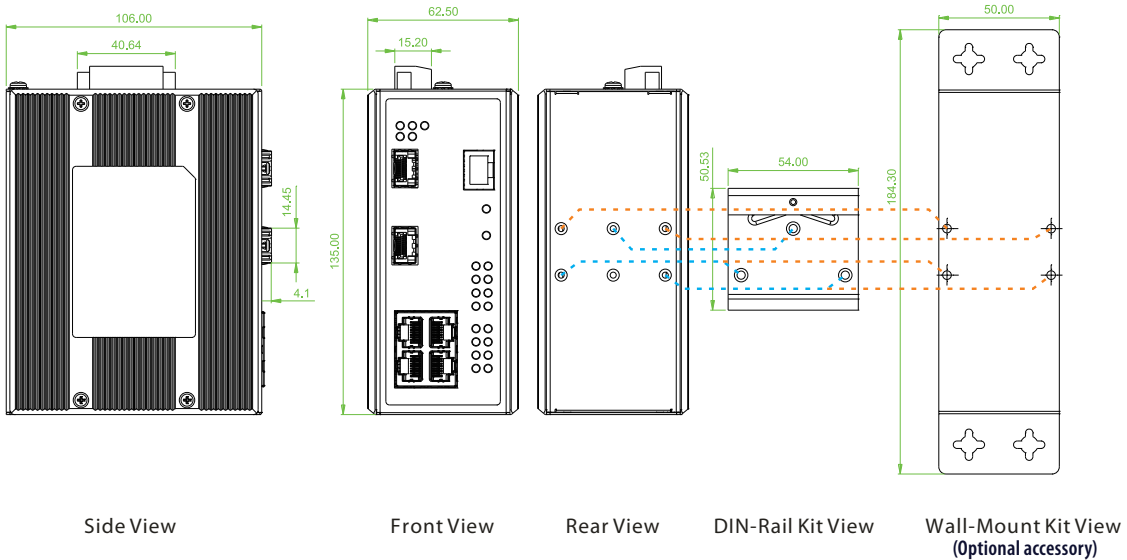 106.00
40.64
14.45
4.1
62.50
15.20
135.00
54.00
50.53
50.00
184.30
Side View
Front View
Rear View
DIN-Rail Kit View
Wall-Mount Kit View
(Optional accessory)